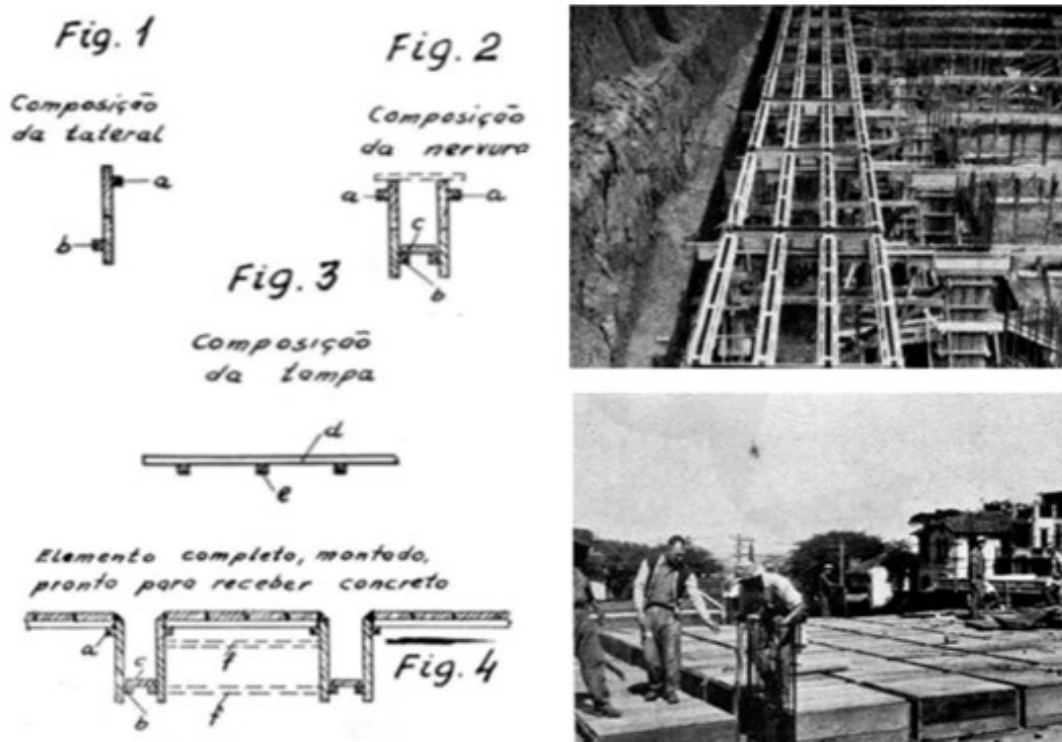 Fig. 1
Composição
da lateral
a
b
Fig. 2
Composição
da nervura
a
a
c
b
Fig. 3
Composição
da tampa
d
e
Elemento completo, montado,
pronto para receber concreto
a
c
b
f
f
Fig. 4